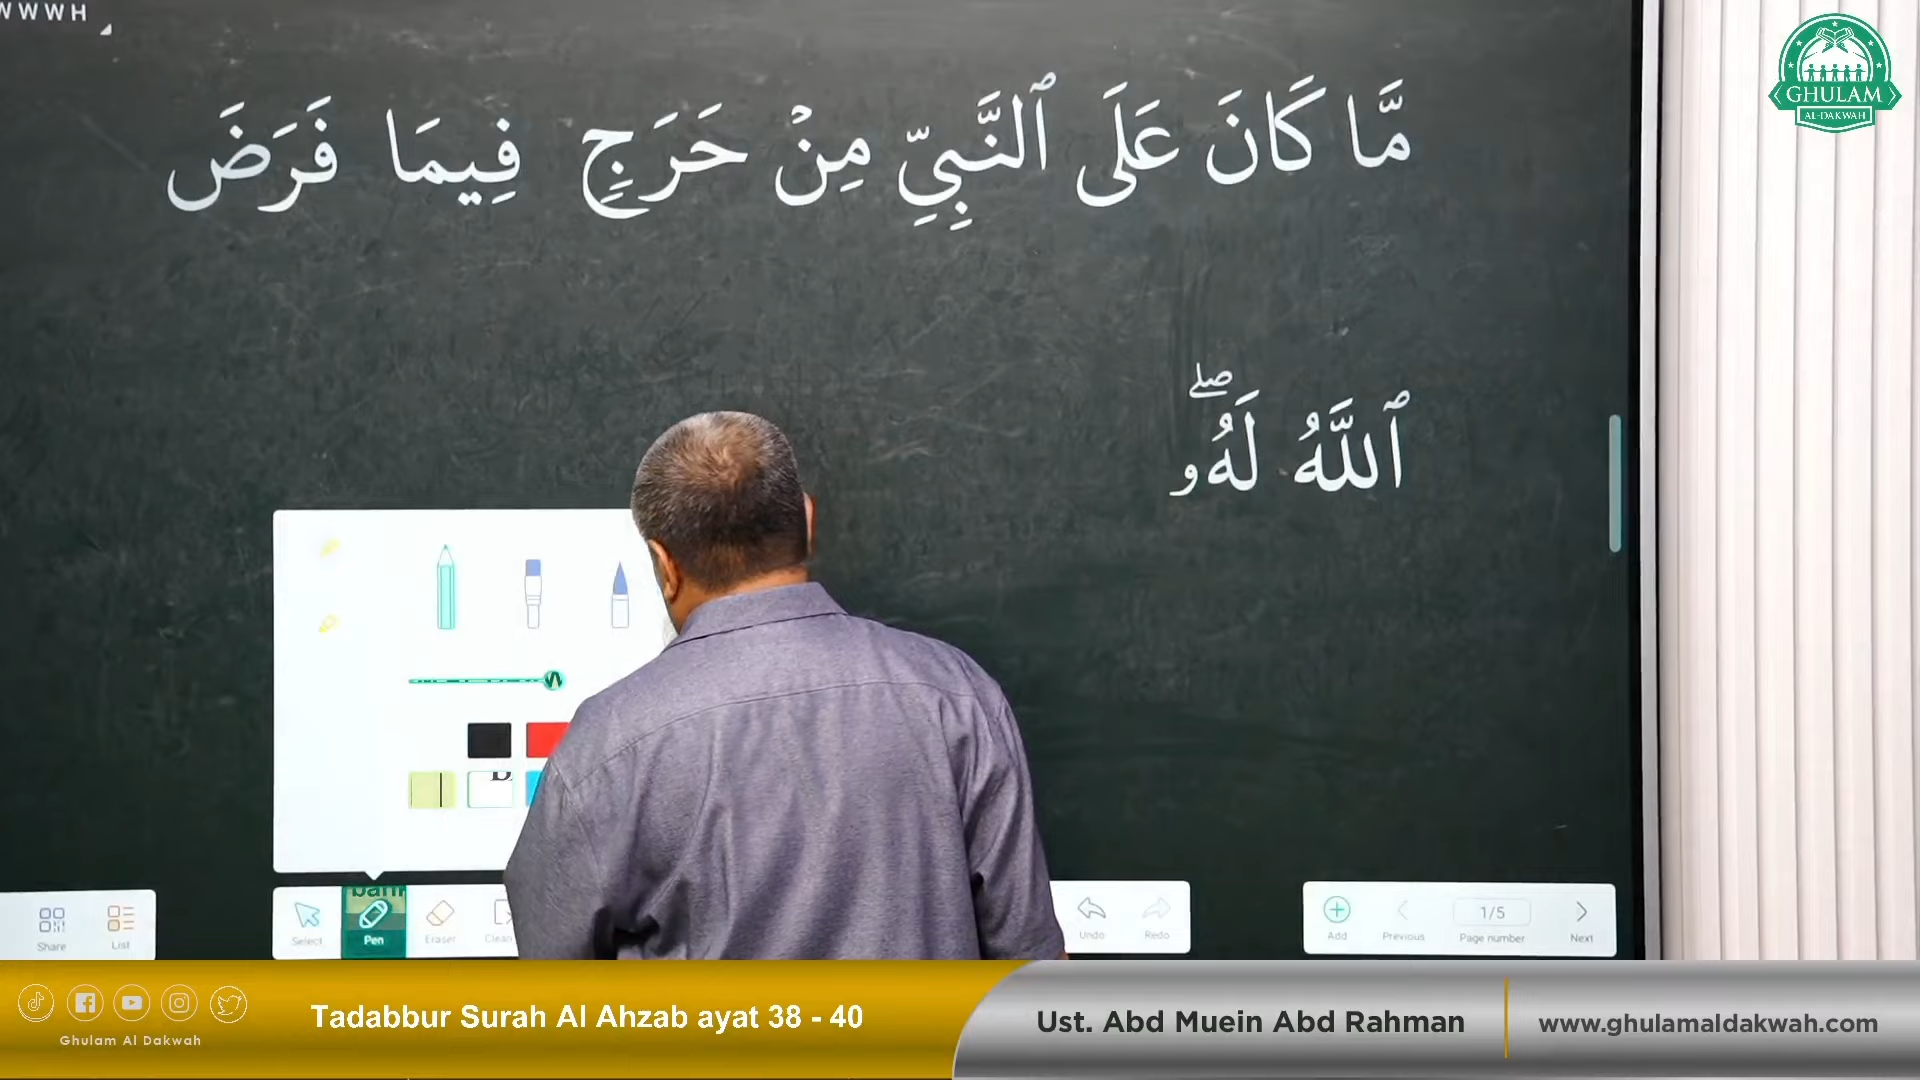 WWWH
GHULAM
AL-DAKWAH
مَّا كَانَ عَلَى ٱلنَّبِيِّ مِنْ حَرَجٍ فِيمَا فَرَضَ
ٱللَّهُ لَهُۥ ۖ
Share
List
Select
Pen
Eraser
Clean
Undo
Redo
Add
Previous
1/5
Page number
Next
Ghulam Al Dakwah
Tadabbur Surah Al Ahzab ayat 38 - 40
Ust. Abd Muein Abd Rahman
www.ghulamaldakwah.com